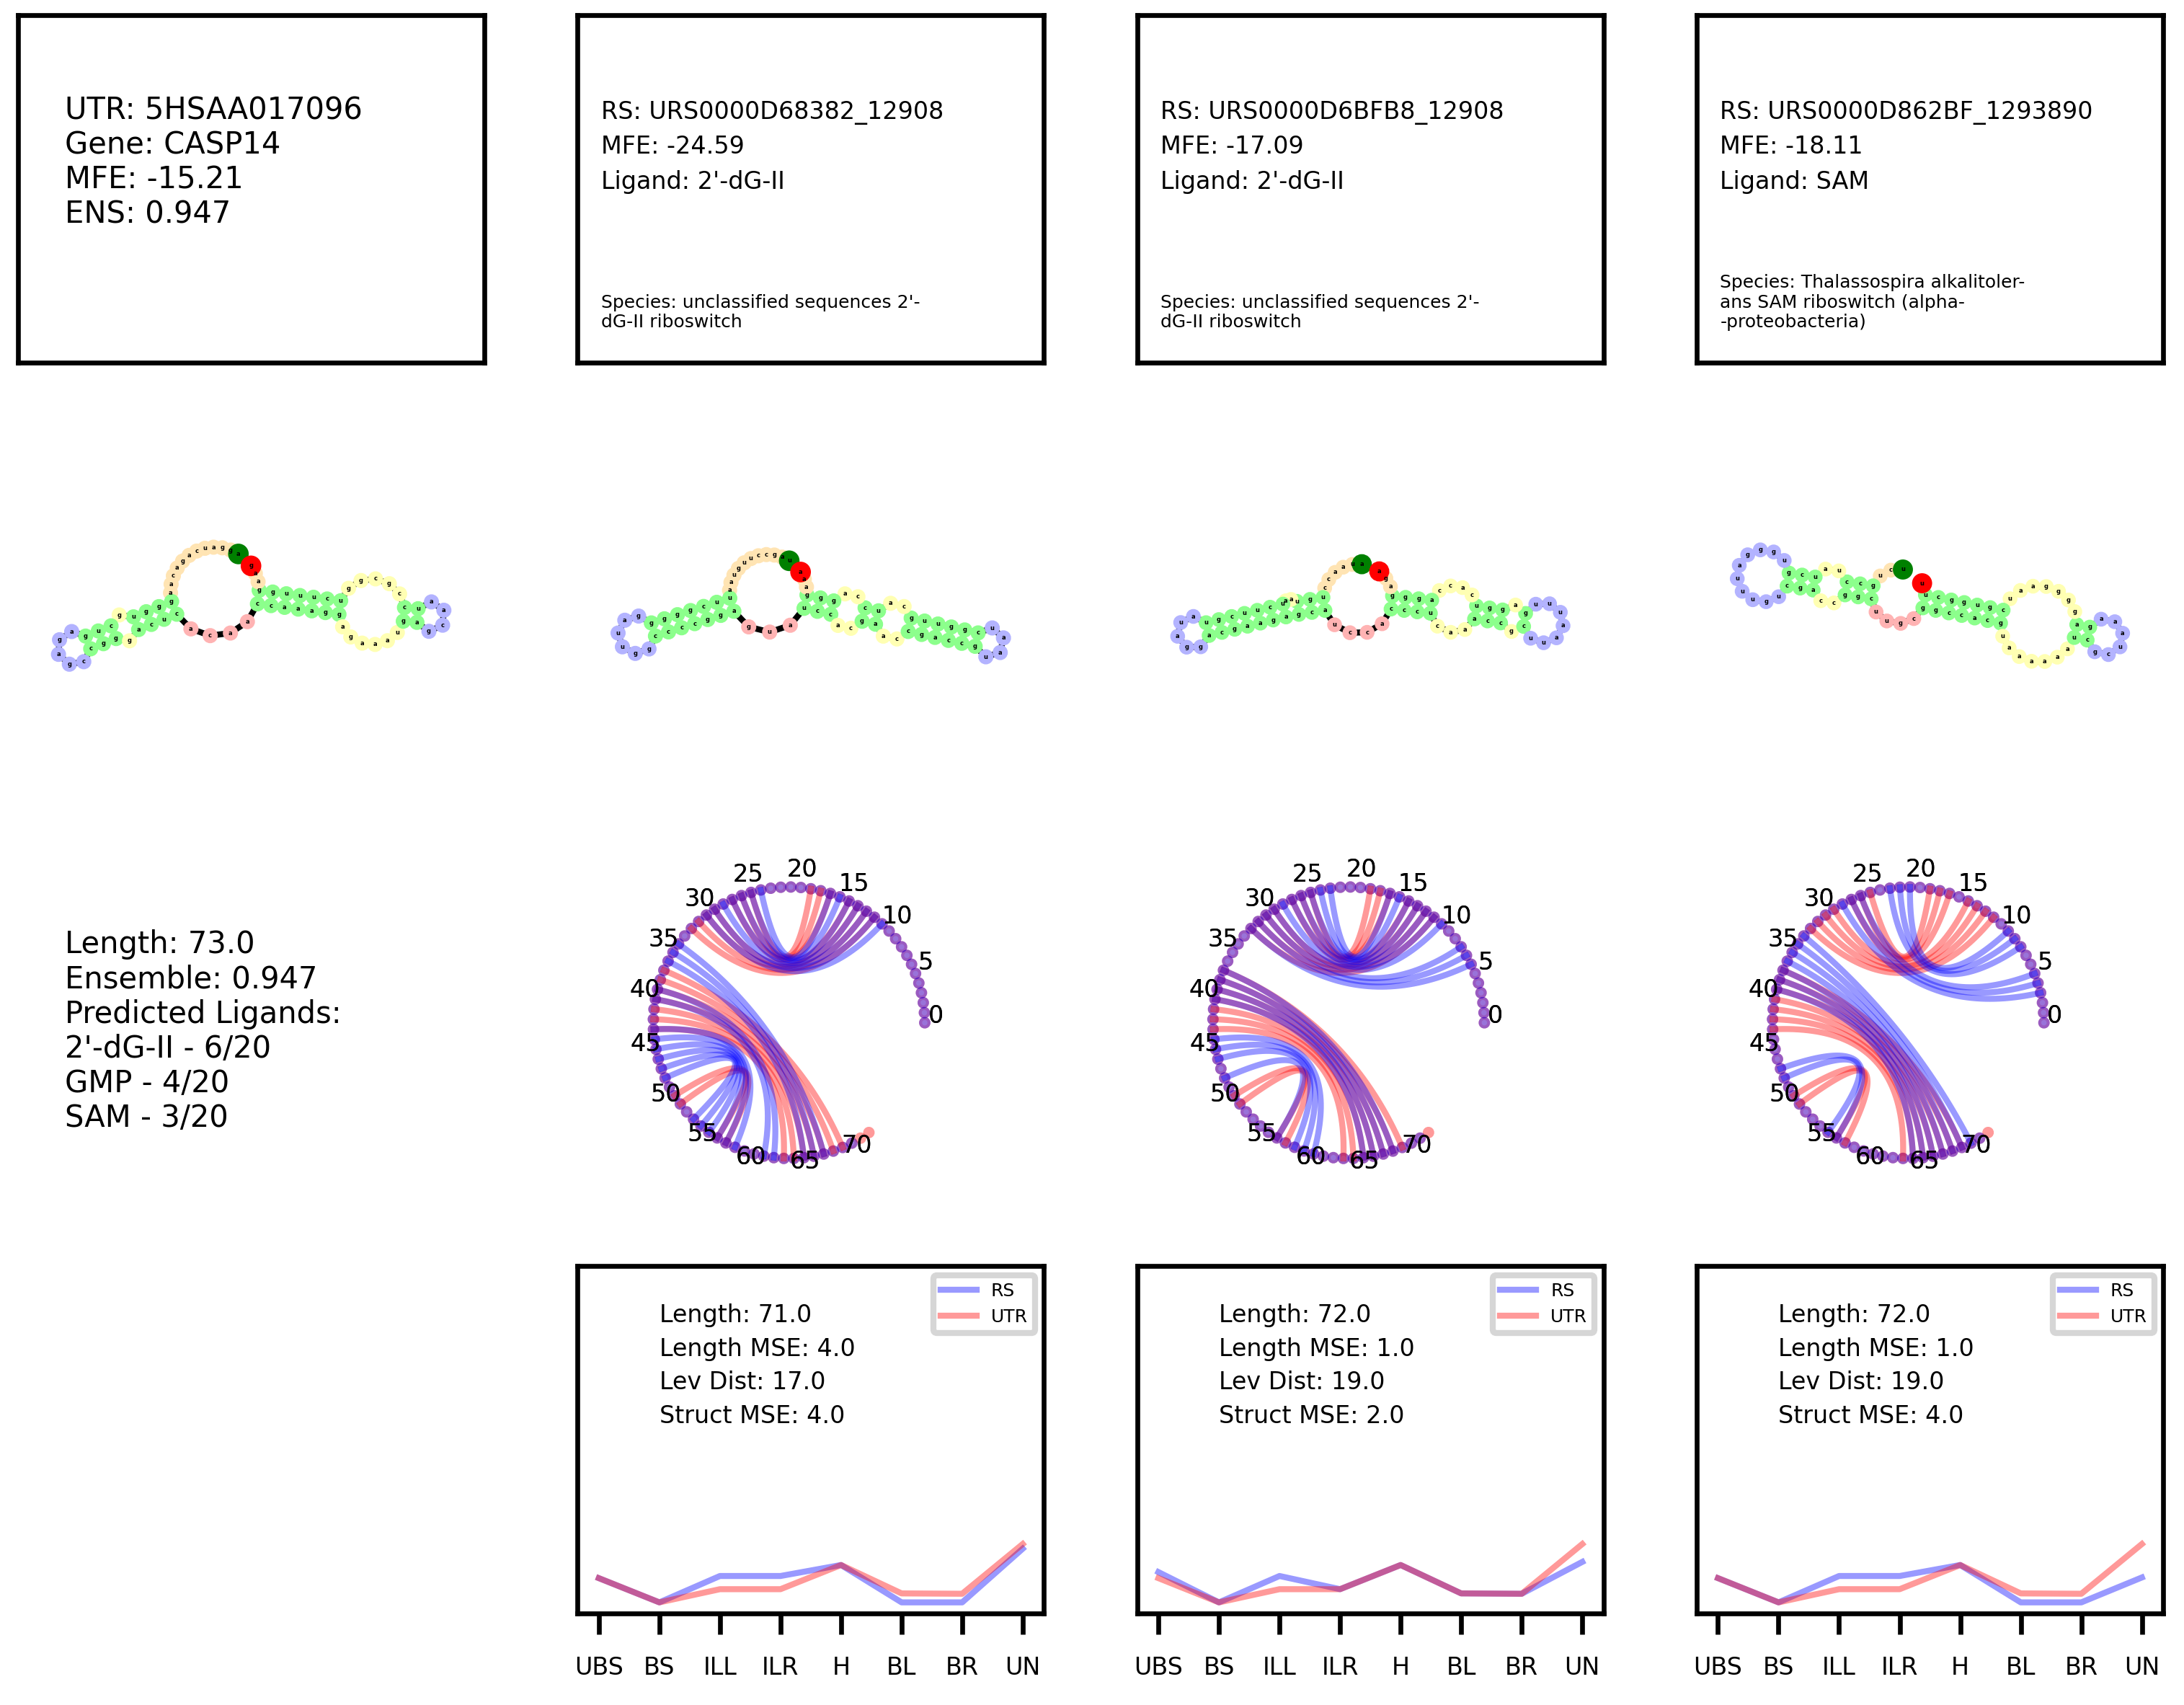 UTR: 5HSAA017096
Gene: CASP14
MFE: -15.21
ENS: 0.947
RS: URS0000D68382_12908
MFE: -24.59
Ligand: 2'-dG-II
Species: unclassified sequences 2'-
dG-II riboswitch
RS: URS0000D6BFB8_12908
MFE: -17.09
Ligand: 2'-dG-II
Species: unclassified sequences 2'-
dG-II riboswitch
RS: URS0000D862BF_1293890
MFE: -18.11
Ligand: SAM
Species: Thalassospira alkalitoler-
ans SAM riboswitch (alpha-
-proteobacteria)
Length: 73.0
Ensemble: 0.947
Predicted Ligands:
2'-dG-II - 6/20
GMP - 4/20
SAM - 3/20
0 5 10 15 20 25 30 35 40 45 50 55 60 65 70
0 5 10 15 20 25 30 35 40 45 50 55 60 65 70
0 5 10 15 20 25 30 35 40 45 50 55 60 65 70
RS
UTR
Length: 71.0
Length MSE: 4.0
Lev Dist: 17.0
Struct MSE: 4.0
UBS BS ILL ILR H BL BR UN
RS
UTR
Length: 72.0
Length MSE: 1.0
Lev Dist: 19.0
Struct MSE: 2.0
UBS BS ILL ILR H BL BR UN
RS
UTR
Length: 72.0
Length MSE: 1.0
Lev Dist: 19.0
Struct MSE: 4.0
UBS BS ILL ILR H BL BR UN